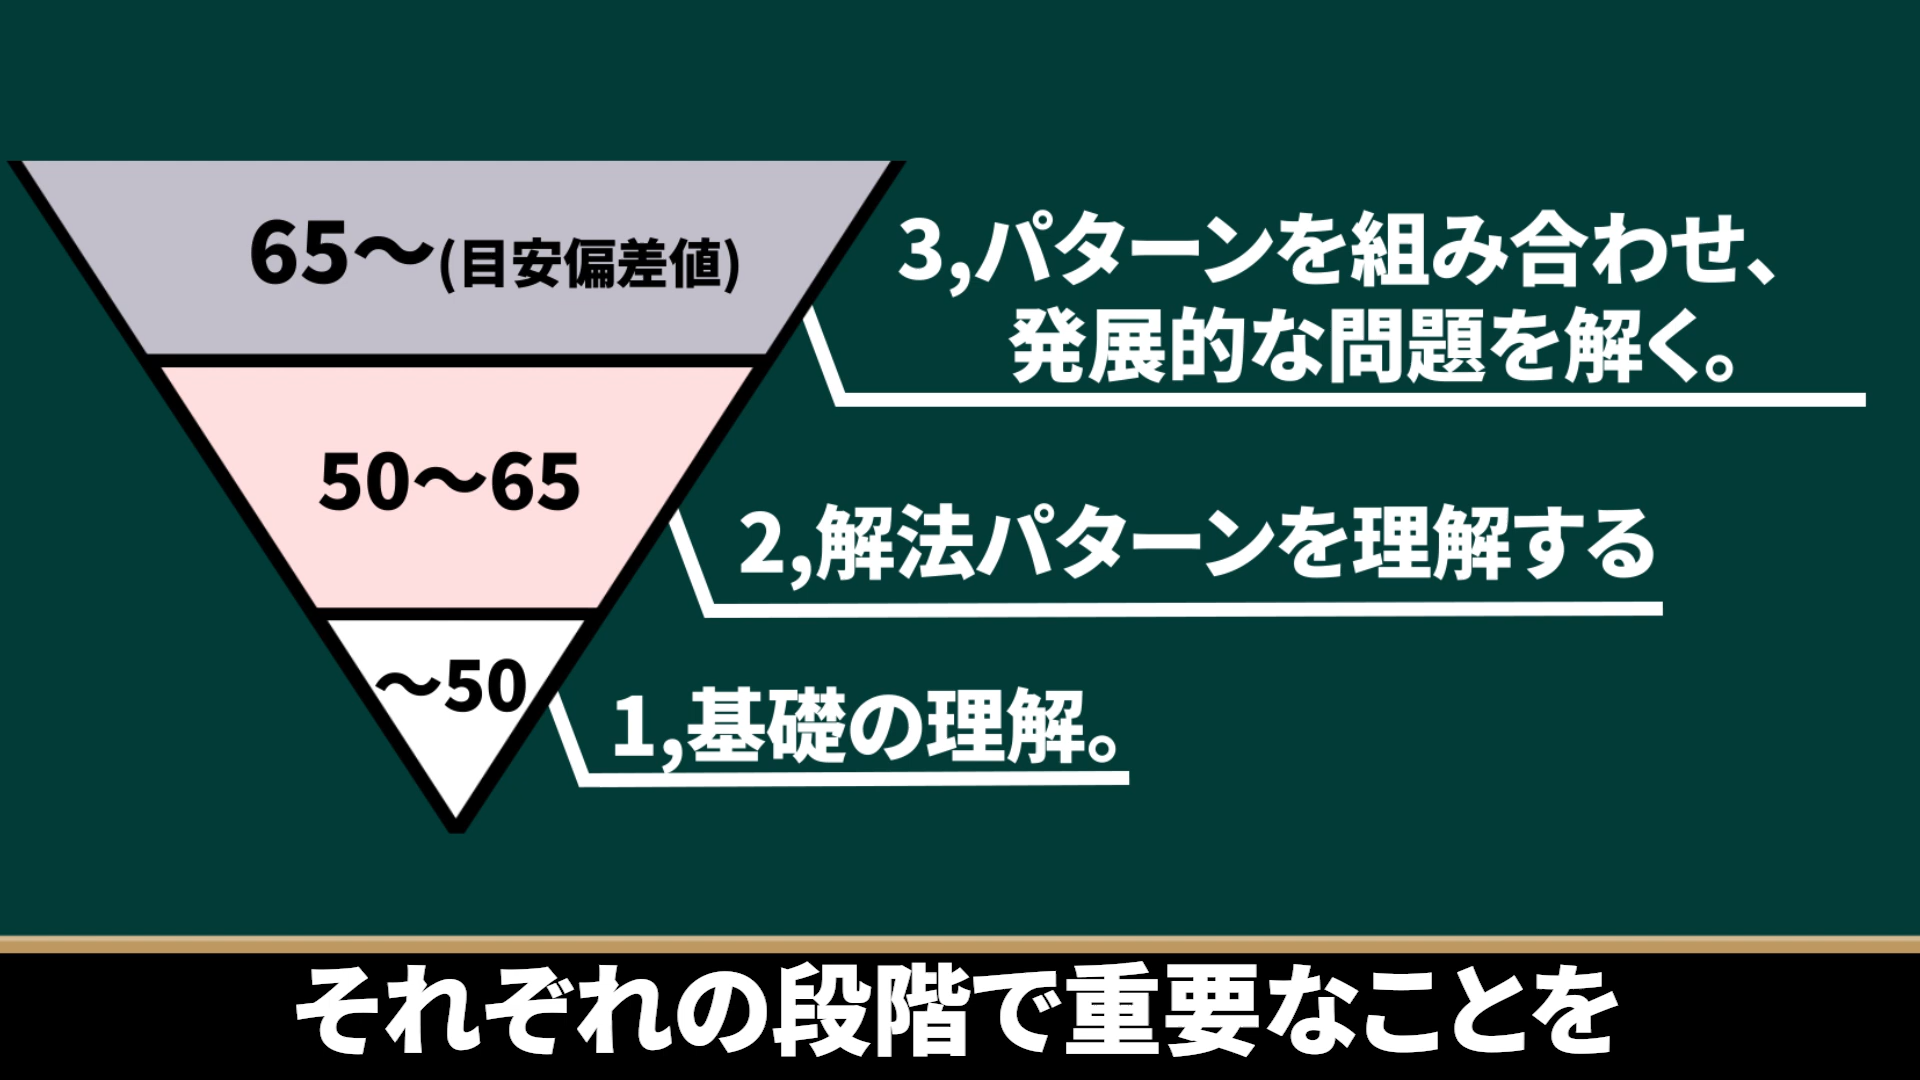 65～(目安偏差値)
3,パターンを組み合わせ、
発展的な問題を解く。
50～65
2,解法パターンを理解する
～50
1,基礎の理解。
それぞれの段階で重要なことを